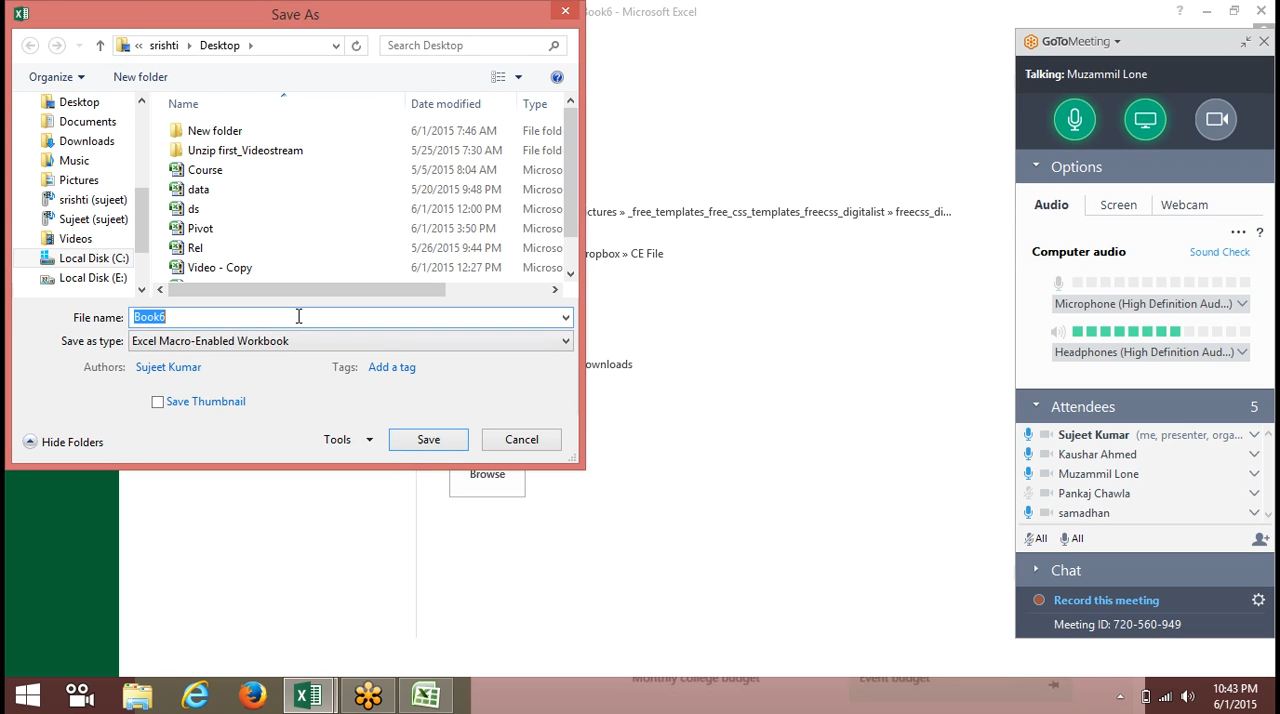 Save As
Book6 - Microsoft Excel
srishti
Desktop
Search Desktop
Organize
New folder
Name
Date modified
Type
Desktop
Documents
Downloads
Music
Pictures
srishti (sujeet)
Sujeet (sujeet)
Videos
Local Disk (C:)
Local Disk (E:)
New folder 6/1/2015 7:46 AM File fold
Unzip first_Videostream 5/25/2015 7:30 AM File fold
Course 5/5/2015 8:04 AM Microso
data 5/20/2015 9:48 PM Microso
ds 6/1/2015 12:00 PM Microso
Pivot 6/1/2015 3:50 PM Microso
Rel 5/26/2015 9:44 PM Microso
Video - Copy 6/1/2015 12:27 PM Microso
File name: Book6
Save as type: Excel Macro-Enabled Workbook
Authors: Sujeet Kumar
Tags: Add a tag
Save Thumbnail
Hide Folders
Tools
Save
Cancel
ctures » _free_templates_free_css_templates_freecss_digitalist » freecss_di...
ropbox » CE File
ownloads
Browse
Monthly college budget
Event budget
GoToMeeting
Talking: Muzammil Lone
Options
Audio
Screen
Webcam
... ?
Computer audio
Sound Check
Microphone (High Definition Aud...)
Headphones (High Definition Aud...)
Attendees 5
Sujeet Kumar (me, presenter, orga...
Kaushar Ahmed
Muzammil Lone
Pankaj Chawla
samadhan
All
All
Chat
Record this meeting
Meeting ID: 720-560-949
10:43 PM
6/1/2015